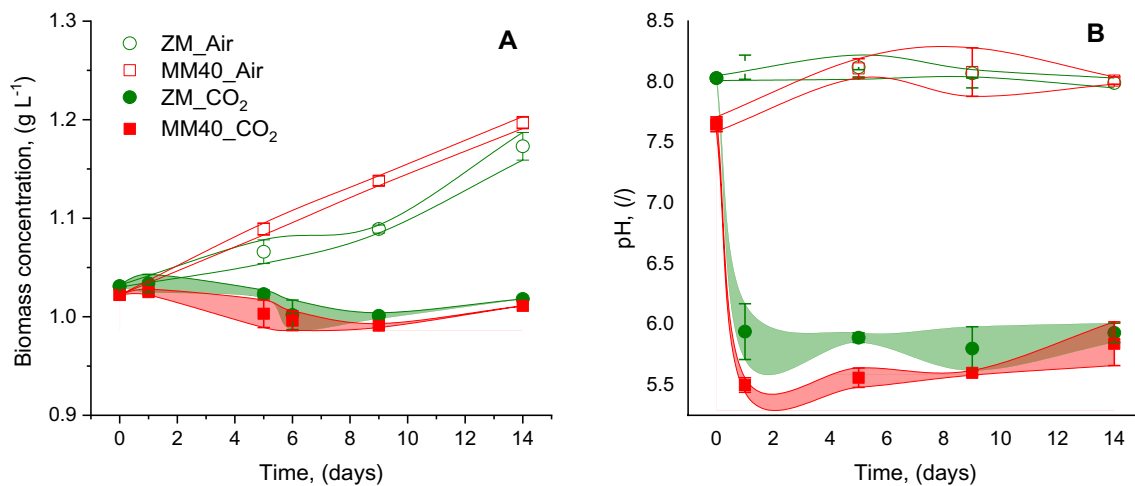 A
ZM_Air
MM40_Air
ZM_CO₂
MM40_CO₂
Biomass concentration, (g L⁻¹)
1.3
1.2
1.1
1.0
0.9
0 2 4 6 8 10 12 14
Time, (days)
B
pH, (/)
8.5
8.0
7.5
7.0
6.5
6.0
5.5
0 2 4 6 8 10 12 14
Time, (days)